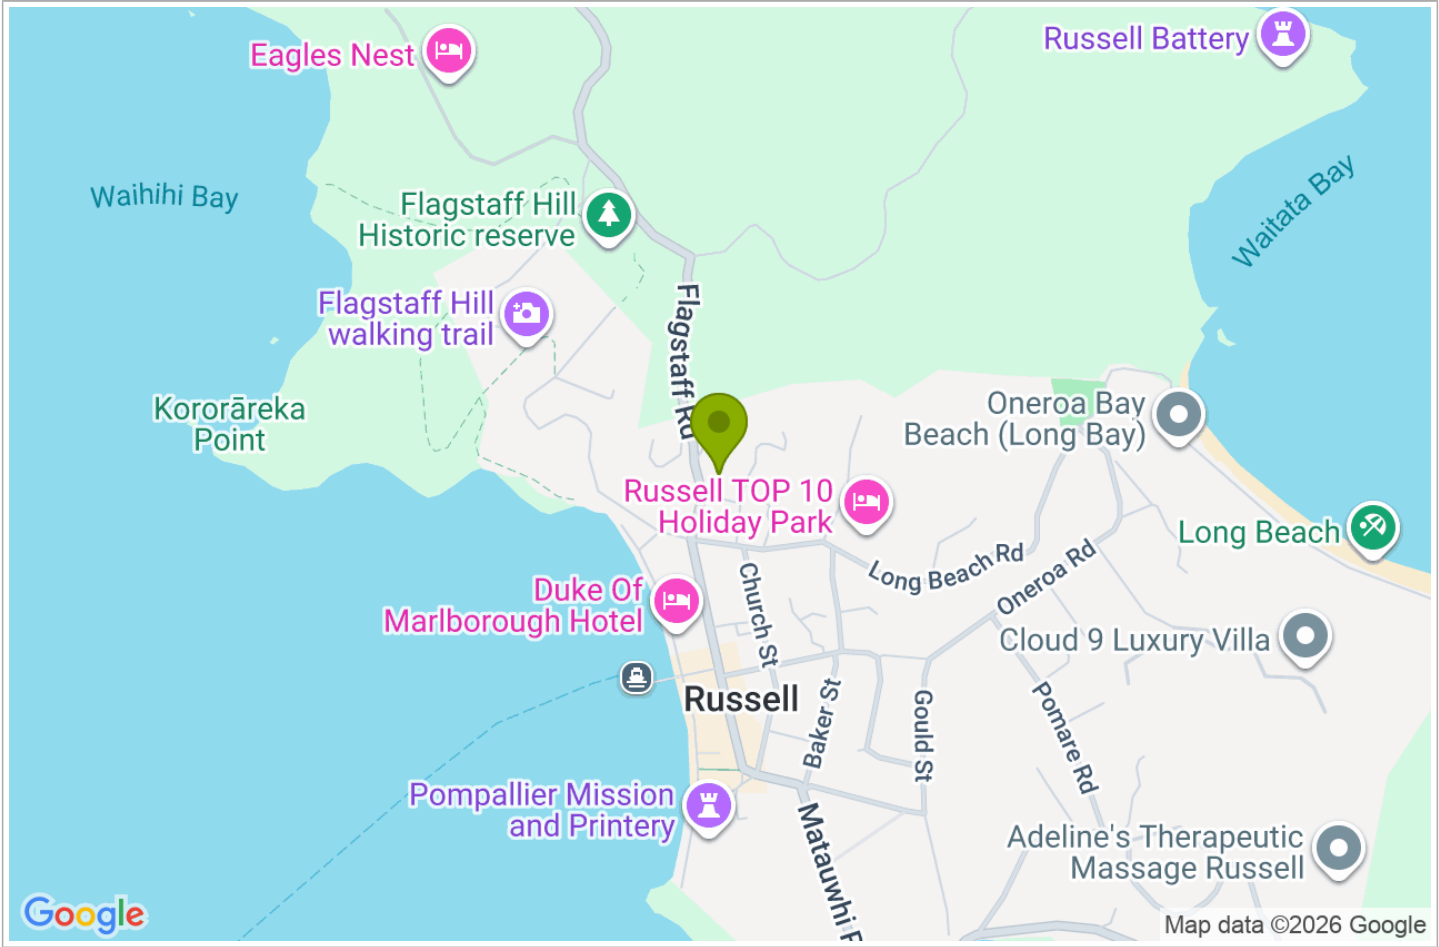 Eagles Nest
Russell Battery
Waihihi Bay
Waitata Bay
Flagstaff Hill
Historic reserve
Flagstaff Hill
walking trail
Flagstaff Rd
Kororāreka
Point
Oneroa Bay
Beach (Long Bay)
Russell TOP 10
Holiday Park
Long Beach
Long Beach Rd
Oneroa Rd
Duke Of
Marlborough Hotel
Church St
Cloud 9 Luxury Villa
Russell
Baker St
Gould St
Pomare Rd
Pompallier Mission
and Printery
Matauwhi
Adeline's Therapeutic
Massage Russell
Google
Map data ©2026 Google